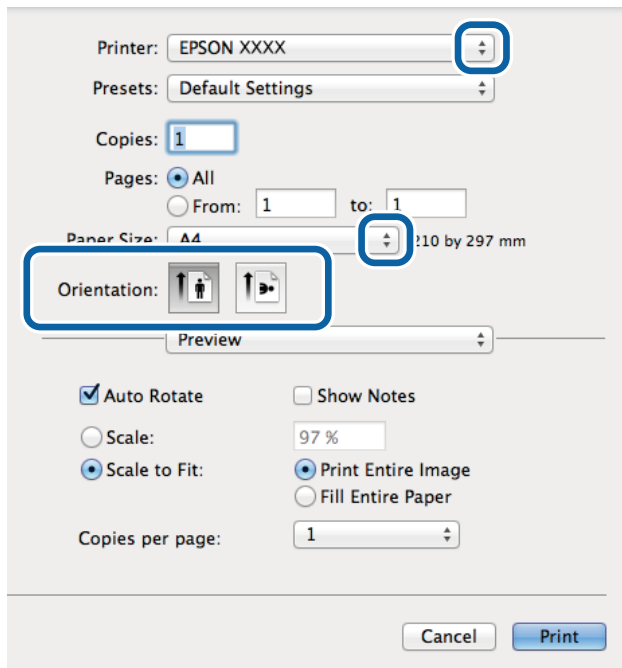 Printer: EPSON XXXX
Presets: Default Settings
Copies: 1
Pages: All
From: 1 to: 1
Paper Size: A4 210 by 297 mm
Orientation:
Preview
Auto Rotate Show Notes
Scale: 97 %
Scale to Fit: Print Entire Image
Fill Entire Paper
Copies per page: 1
Cancel Print